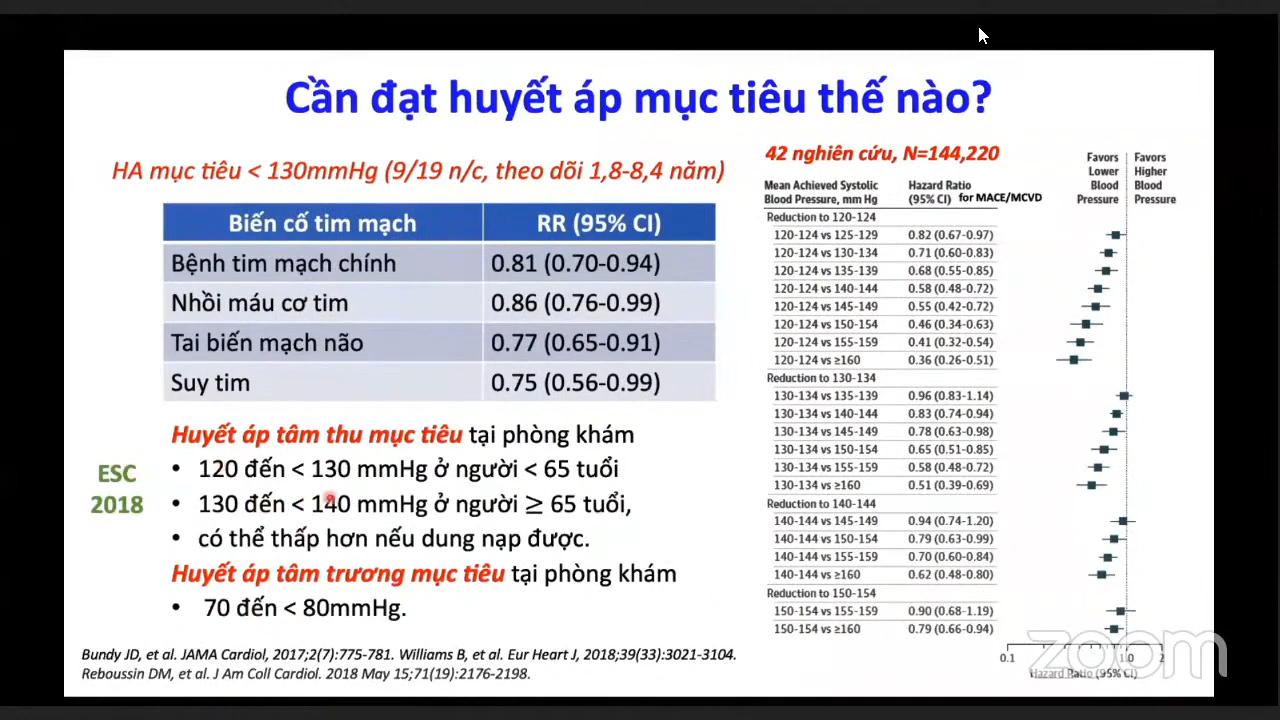 Cần đạt huyết áp mục tiêu thế nào?
HA mục tiêu < 130mmHg (9/19 n/c, theo dõi 1,8-8,4 năm)
Biến cố tim mạch RR (95% CI)
Bệnh tim mạch chính 0.81 (0.70-0.94)
Nhồi máu cơ tim 0.86 (0.76-0.99)
Tai biến mạch não 0.77 (0.65-0.91)
Suy tim 0.75 (0.56-0.99)
Huyết áp tâm thu mục tiêu tại phòng khám
ESC
2018
• 120 đến < 130 mmHg ở người < 65 tuổi
• 130 đến < 140 mmHg ở người ≥ 65 tuổi,
• có thể thấp hơn nếu dung nạp được.
Huyết áp tâm trương mục tiêu tại phòng khám
• 70 đến < 80mmHg.
42 nghiên cứu, N=144,220
Mean Achieved Systolic
Blood Pressure, mm Hg
Hazard Ratio
(95% CI) for MACE/MCVD
Favors
Lower
Blood
Pressure
Favors
Higher
Blood
Pressure
Reduction to 120-124
120-124 vs 125-129 0.82 (0.67-0.97)
120-124 vs 130-134 0.71 (0.60-0.83)
120-124 vs 135-139 0.68 (0.55-0.85)
120-124 vs 140-144 0.58 (0.48-0.72)
120-124 vs 145-149 0.55 (0.42-0.72)
120-124 vs 150-154 0.46 (0.34-0.63)
120-124 vs 155-159 0.41 (0.32-0.54)
120-124 vs ≥160 0.36 (0.26-0.51)
Reduction to 130-134
130-134 vs 135-139 0.96 (0.83-1.14)
130-134 vs 140-144 0.83 (0.74-0.94)
130-134 vs 145-149 0.78 (0.63-0.98)
130-134 vs 150-154 0.65 (0.51-0.85)
130-134 vs 155-159 0.58 (0.48-0.72)
130-134 vs ≥160 0.51 (0.39-0.69)
Reduction to 140-144
140-144 vs 145-149 0.94 (0.74-1.20)
140-144 vs 150-154 0.79 (0.63-0.99)
140-144 vs 155-159 0.70 (0.60-0.84)
140-144 vs ≥160 0.62 (0.48-0.80)
Reduction to 150-154
150-154 vs 155-159 0.90 (0.68-1.19)
150-154 vs ≥160 0.79 (0.66-0.94)
0.1 1.0 2
Hazard Ratio (95% CI)
zoom
Bundy JD, et al. JAMA Cardiol, 2017;2(7):775-781. Williams B, et al. Eur Heart J, 2018;39(33):3021-3104.
Reboussin DM, et al. J Am Coll Cardiol. 2018 May 15;71(19):2176-2198.